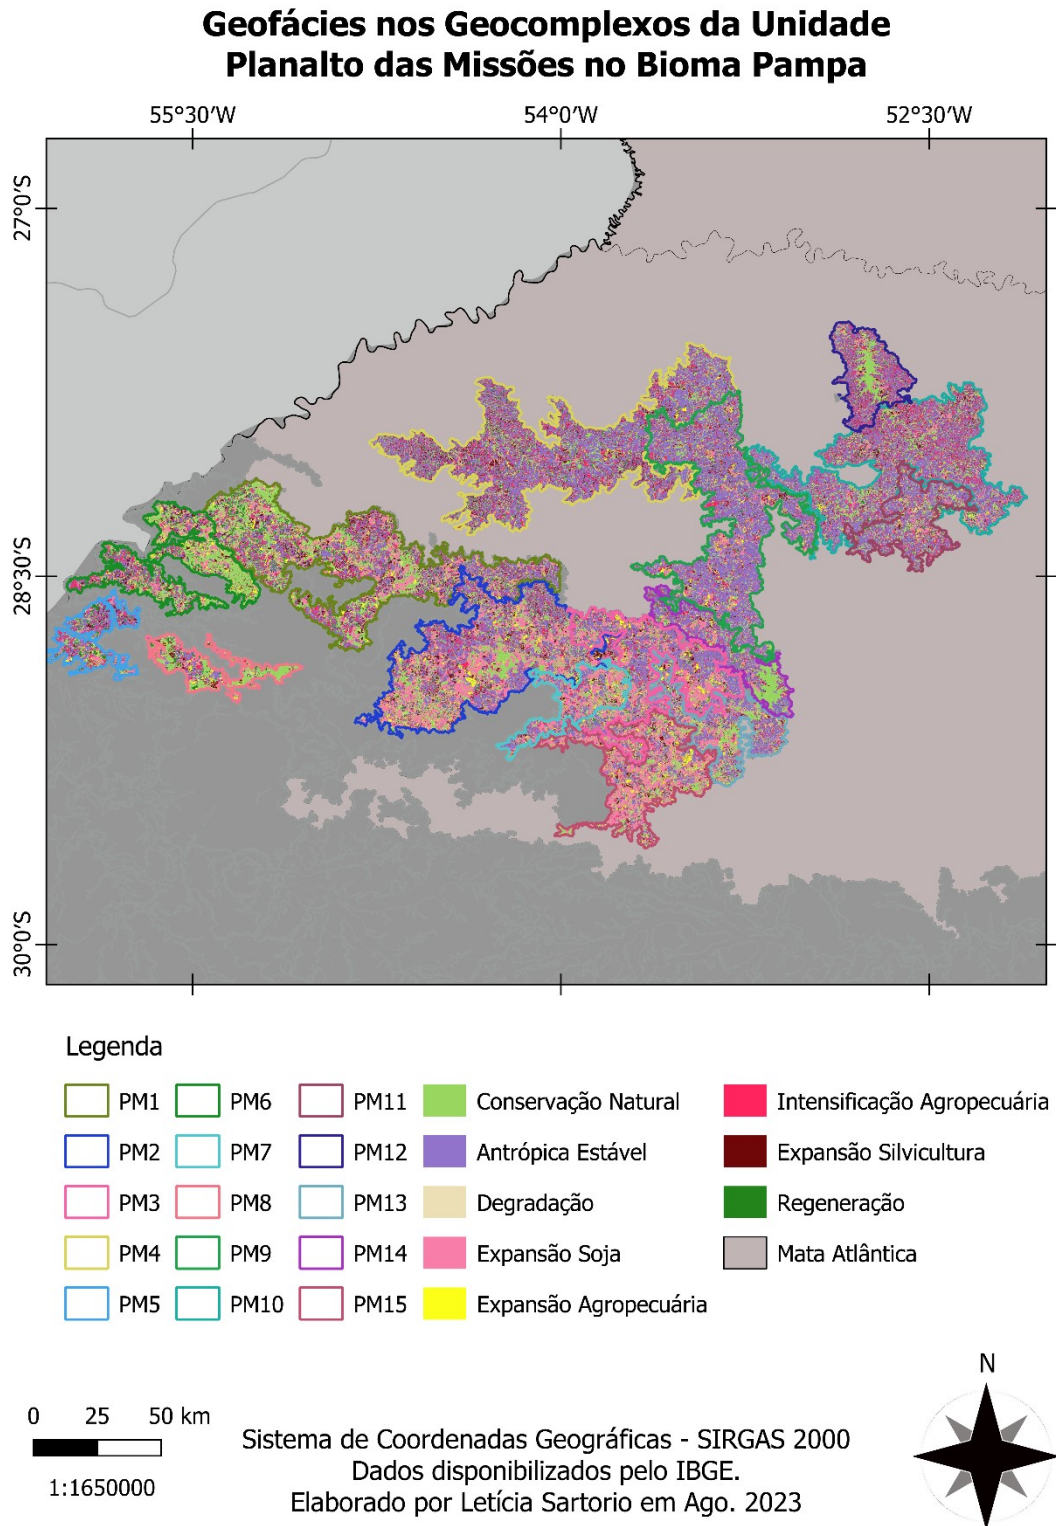 Geofácies nos Geocomplexos da Unidade
Planalto das Missões no Bioma Pampa
55°30'W
54°0'W
52°30'W
27°0'S
28°30'S
30°0'S
Legenda
PM1
PM2
PM3
PM4
PM5
PM6
PM7
PM8
PM9
PM10
PM11
PM12
PM13
PM14
PM15
Conservação Natural
Antrópica Estável
Degradação
Expansão Soja
Expansão Agropecuária
Intensificação Agropecuária
Expansão Silvicultura
Regeneração
Mata Atlântica
0 25 50 km
1:1650000
Sistema de Coordenadas Geográficas - SIRGAS 2000
Dados disponibilizados pelo IBGE.
Elaborado por Letícia Sartorio em Ago. 2023
N